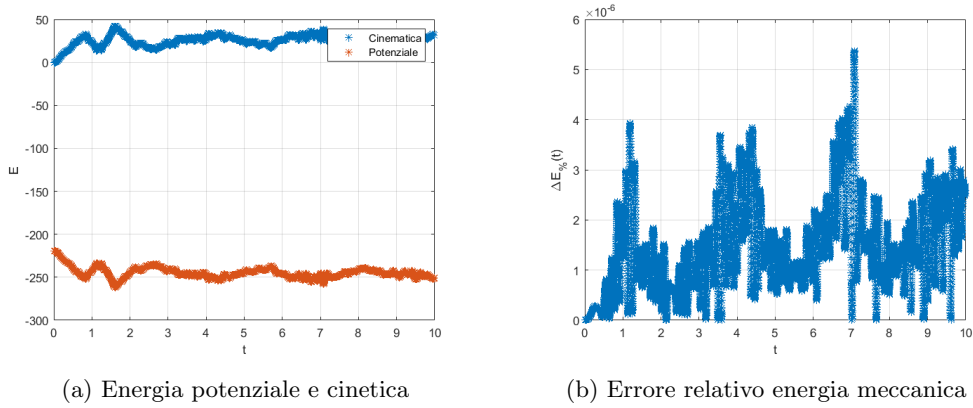 50
0
-50
-100
-150
-200
-250
-300
E
0 1 2 3 4 5 6 7 8 9 10
t
Cinematica
Potenziale
(a) Energia potenziale e cinetica
×10^-6
6
5
4
3
2
1
0
ΔE_%(t)
0 1 2 3 4 5 6 7 8 9 10
t
(b) Errore relativo energia meccanica